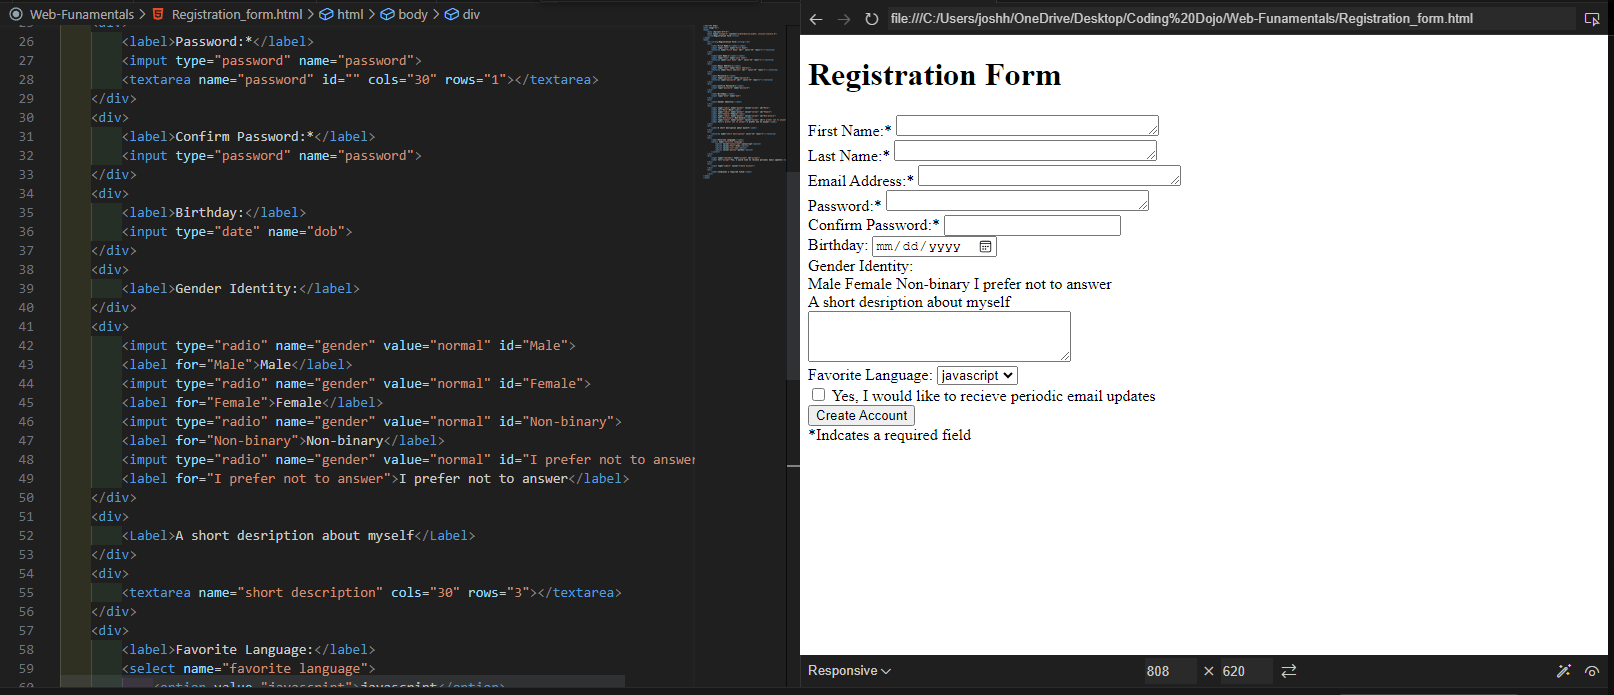 Web-Funamentals > Registration_form.html > html > body > div
26 <label>Password:*</label>
27 <imput type="password" name="password">
28 <textarea name="password" id="" cols="30" rows="1"></textarea>
29 </div>
30 <div>
31 <label>Confirm Password:*</label>
32 <input type="password" name="password">
33 </div>
34 <div>
35 <label>Birthday:</label>
36 <input type="date" name="dob">
37 </div>
38 <div>
39 <label>Gender Identity:</label>
40 </div>
41 <div>
42 <imput type="radio" name="gender" value="normal" id="Male">
43 <label for="Male">Male</label>
44 <imput type="radio" name="gender" value="normal" id="Female">
45 <label for="Female">Female</label>
46 <imput type="radio" name="gender" value="normal" id="Non-binary">
47 <label for="Non-binary">Non-binary</label>
48 <imput type="radio" name="gender" value="normal" id="I prefer not to answer
49 <label for="I prefer not to answer">I prefer not to answer</label>
50 </div>
51 <div>
52 <Label>A short desription about myself</Label>
53 </div>
54 <div>
55 <textarea name="short description" cols="30" rows="3"></textarea>
56 </div>
57 <div>
58 <label>Favorite Language:</label>
59 <select name="favorite language">
60 <option value="javascript">javascript</option>
file:///C:/Users/joshh/OneDrive/Desktop/Coding%20Dojo/Web-Funamentals/Registration_form.html
Registration Form
First Name:*
Last Name:*
Email Address:*
Password:*
Confirm Password:*
Birthday: mm/dd/yyyy
Gender Identity:
Male Female Non-binary I prefer not to answer
A short desription about myself
Favorite Language: javascript
Yes, I would like to recieve periodic email updates
Create Account
*Indcates a required field
Responsive 808 × 620